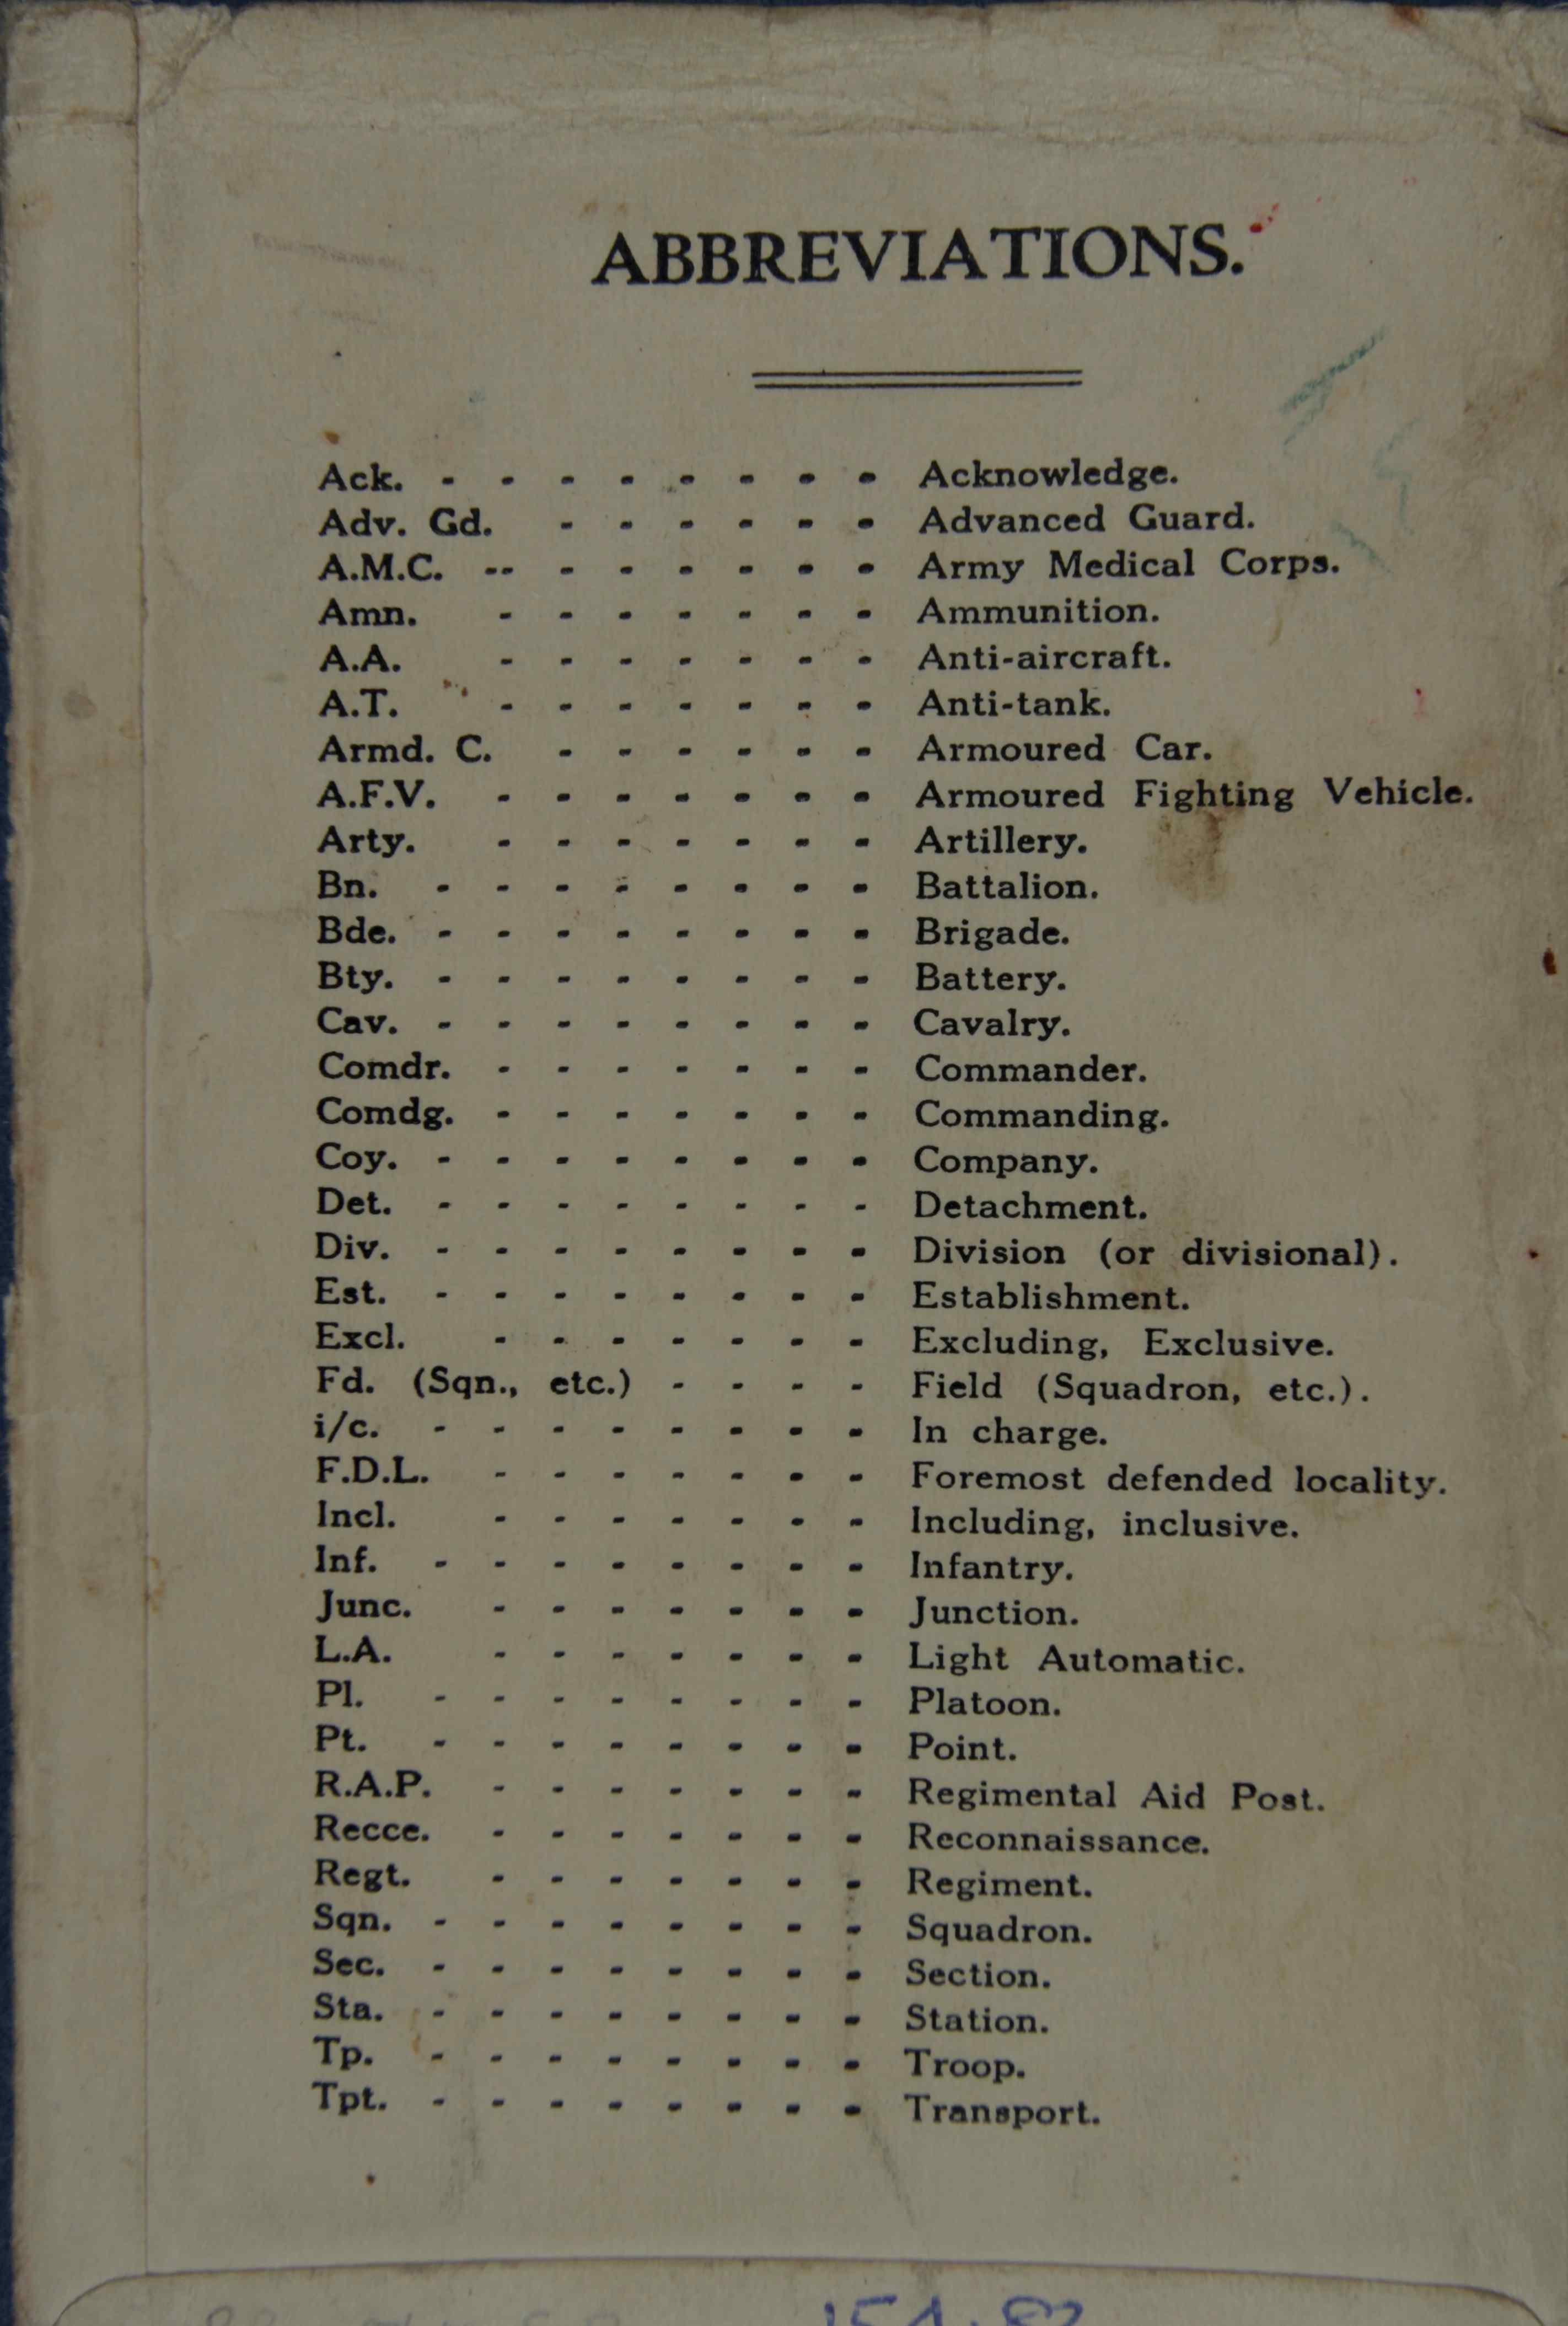 ABBREVIATIONS.
Ack. - - - - - - - - Acknowledge.
Adv. Gd. - - - - - - Advanced Guard.
A.M.C. -- - - - - - - Army Medical Corps.
Amn. - - - - - - - Ammunition.
A.A. - - - - - - - Anti-aircraft.
A.T. - - - - - - - Anti-tank.
Armd. C. - - - - - - Armoured Car.
A.F.V. - - - - - - - Armoured Fighting Vehicle.
Arty. - - - - - - - Artillery.
Bn. - - - - - - - - Battalion.
Bde. - - - - - - - - Brigade.
Bty. - - - - - - - - Battery.
Cav. - - - - - - - - Cavalry.
Comdr. - - - - - - - Commander.
Comdg. - - - - - - - Commanding.
Coy. - - - - - - - - Company.
Det. - - - - - - - - Detachment.
Div. - - - - - - - - Division (or divisional).
Est. - - - - - - - - Establishment.
Excl. - - - - - - - Excluding, Exclusive.
Fd. (Sqn., etc.) - - - - Field (Squadron, etc.).
i/c. - - - - - - - - In charge.
F.D.L. - - - - - - - Foremost defended locality.
Incl. - - - - - - - Including, inclusive.
Inf. - - - - - - - - Infantry.
Junc. - - - - - - - Junction.
L.A. - - - - - - - Light Automatic.
Pl. - - - - - - - - Platoon.
Pt. - - - - - - - - Point.
R.A.P. - - - - - - - Regimental Aid Post.
Recce. - - - - - - - Reconnaissance.
Regt. - - - - - - - Regiment.
Sqn. - - - - - - - - Squadron.
Sec. - - - - - - - - Section.
Sta. - - - - - - - - Station.
Tp. - - - - - - - - Troop.
Tpt. - - - - - - - - Transport.